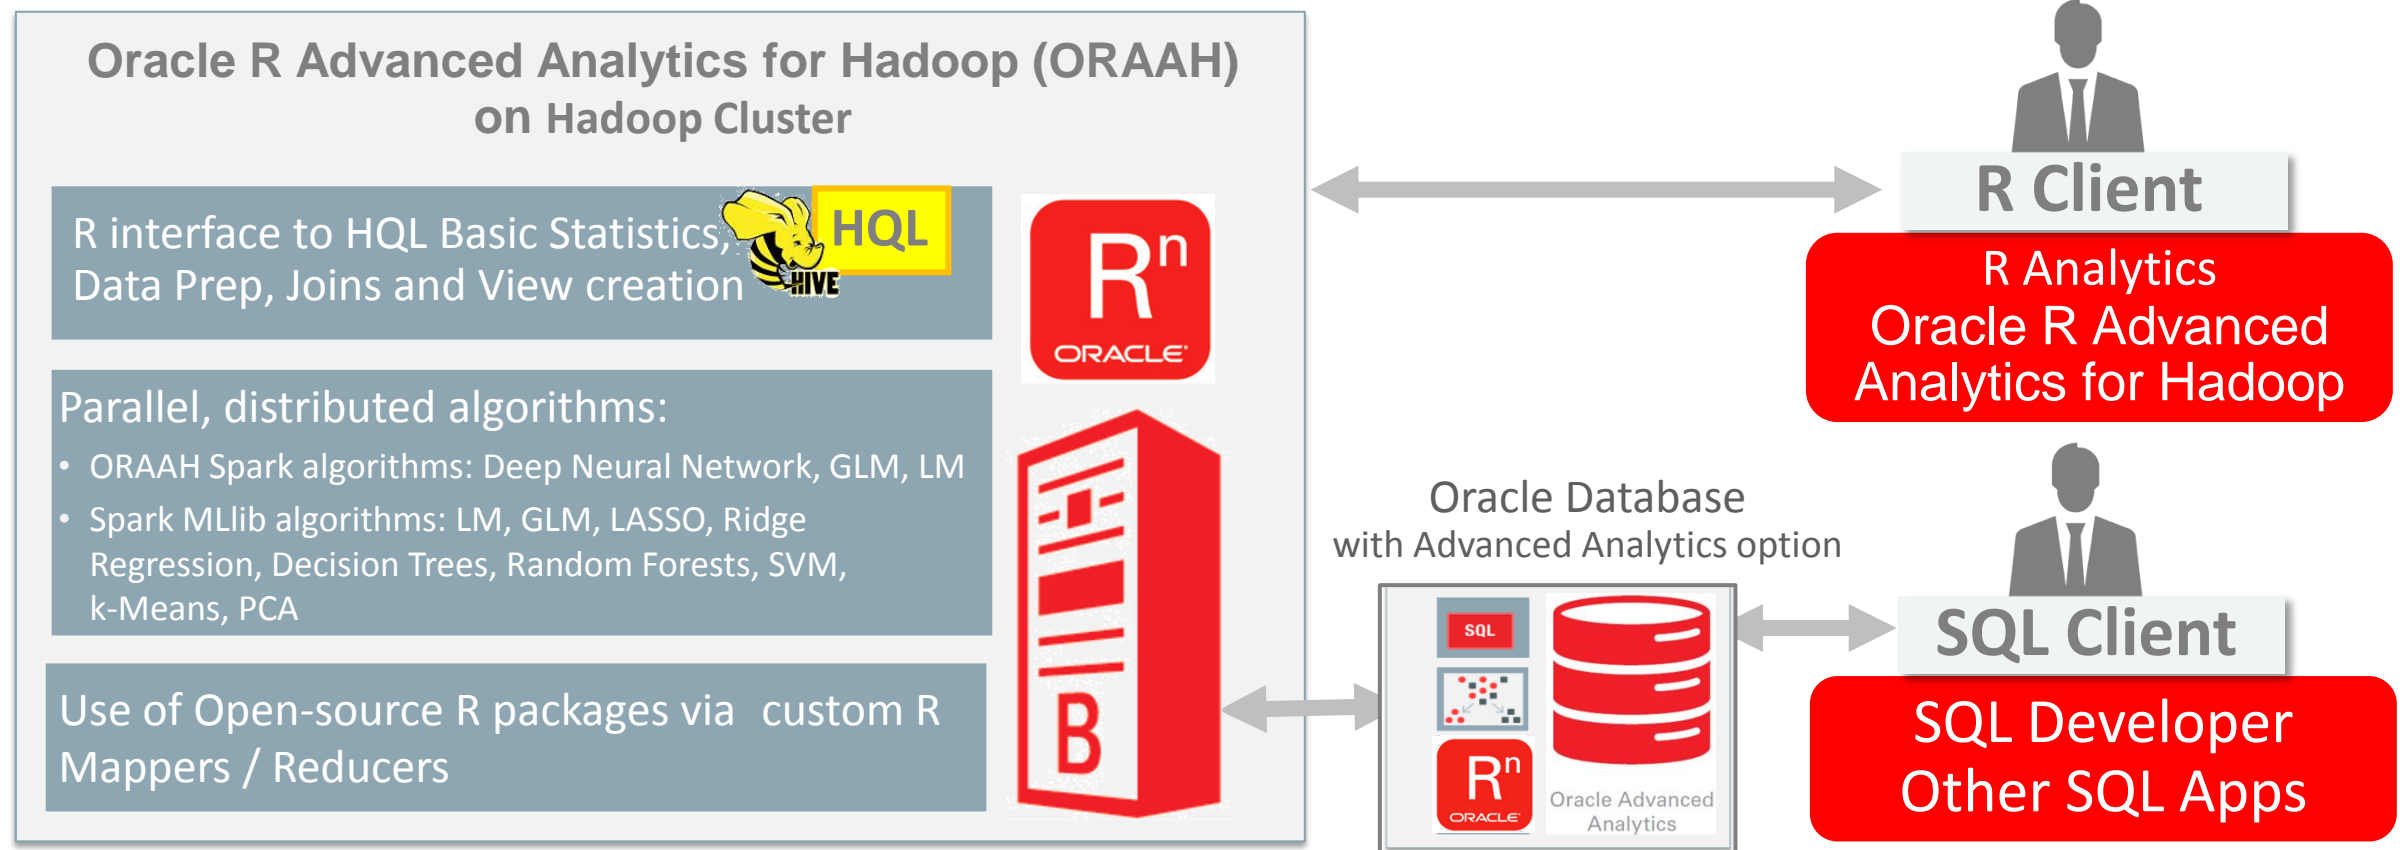 Oracle R Advanced Analytics for Hadoop (ORAAH)
on Hadoop Cluster
R interface to HQL Basic Statistics,
Data Prep, Joins and View creation
HIVE
HQL
Rn
ORACLE
Parallel, distributed algorithms:
• ORAAH Spark algorithms: Deep Neural Network, GLM, LM
• Spark MLlib algorithms: LM, GLM, LASSO, Ridge
Regression, Decision Trees, Random Forests, SVM,
k-Means, PCA
Use of Open-source R packages via custom R
Mappers / Reducers
B
R Client
R Analytics
Oracle R Advanced
Analytics for Hadoop
Oracle Database
with Advanced Analytics option
SQL
Rn
ORACLE
Oracle Advanced
Analytics
SQL Client
SQL Developer
Other SQL Apps